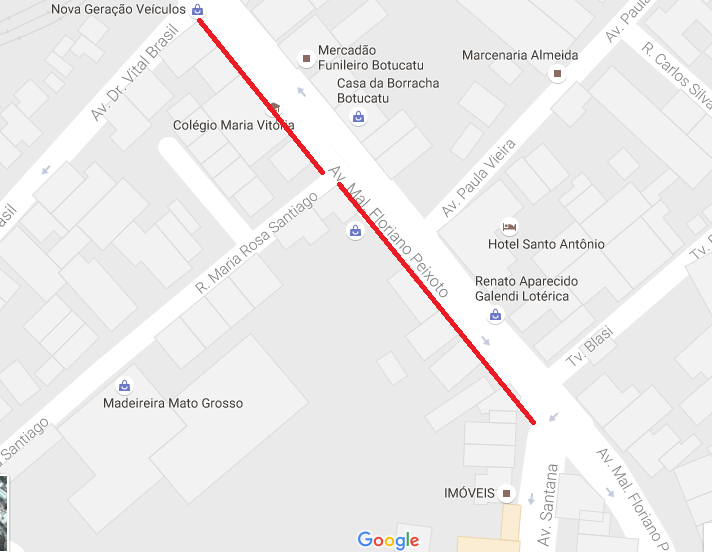 Nova Geração Veículos
Av. Dr. Vital Brasil
Mercadão
Funileiro Botucatu
Casa da Borracha
Botucatu
Marcenaria Almeida
Av. Paula
R. Carlos Silva
Colégio Maria Vitória
Av. Paula Vieira
Av. Mal. Floriano Peixoto
R. Maria Rosa Santiago
asil
Hotel Santo Antônio
Renato Aparecido
Galendi Lotérica
Tv.
Tv. Blasi
Madeireira Mato Grosso
Santiago
IMÓVEIS
Av. Santana
Av. Mal. Floriano P
Google